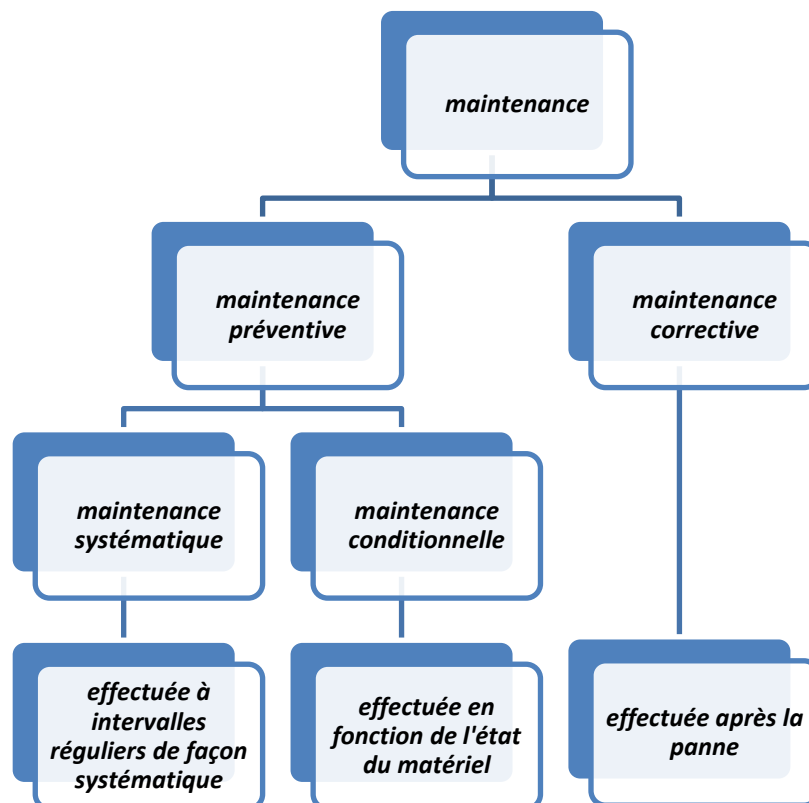 maintenance
maintenance
préventive
maintenance
corrective
maintenance
systématique
maintenance
conditionnelle
effectuée à
intervalles
réguliers de façon
systématique
effectuée en
fonction de l'état
du matériel
effectuée après la
panne